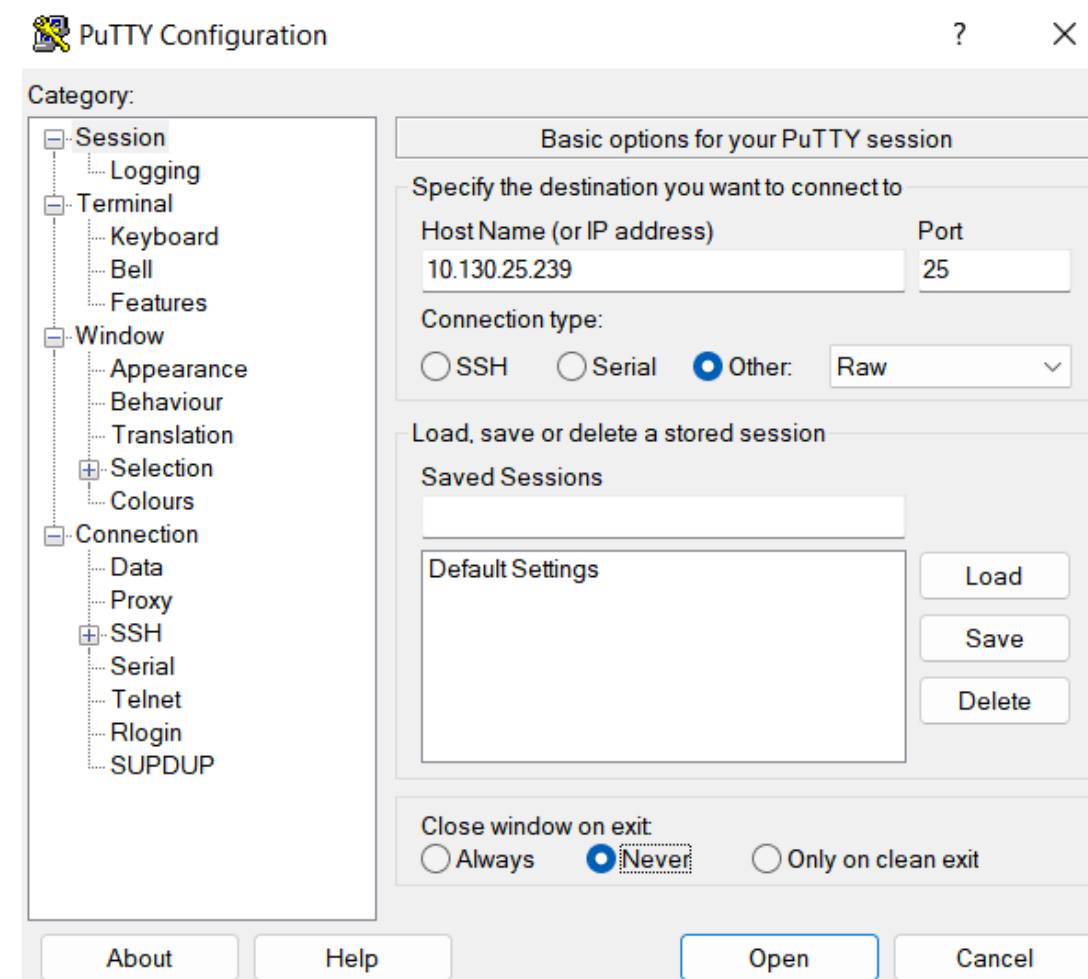 PuTTY Configuration
?
Category:
Session
Logging
Terminal
Keyboard
Bell
Features
Window
Appearance
Behaviour
Translation
Selection
Colours
Connection
Data
Proxy
SSH
Serial
Telnet
Rlogin
SUPDUP
Basic options for your PuTTY session
Specify the destination you want to connect to
Host Name (or IP address) Port
10.130.25.239 25
Connection type:
SSH Serial Other: Raw
Load, save or delete a stored session
Saved Sessions
Default Settings
Load
Save
Delete
Close window on exit:
Always Never Only on clean exit
About Help Open Cancel